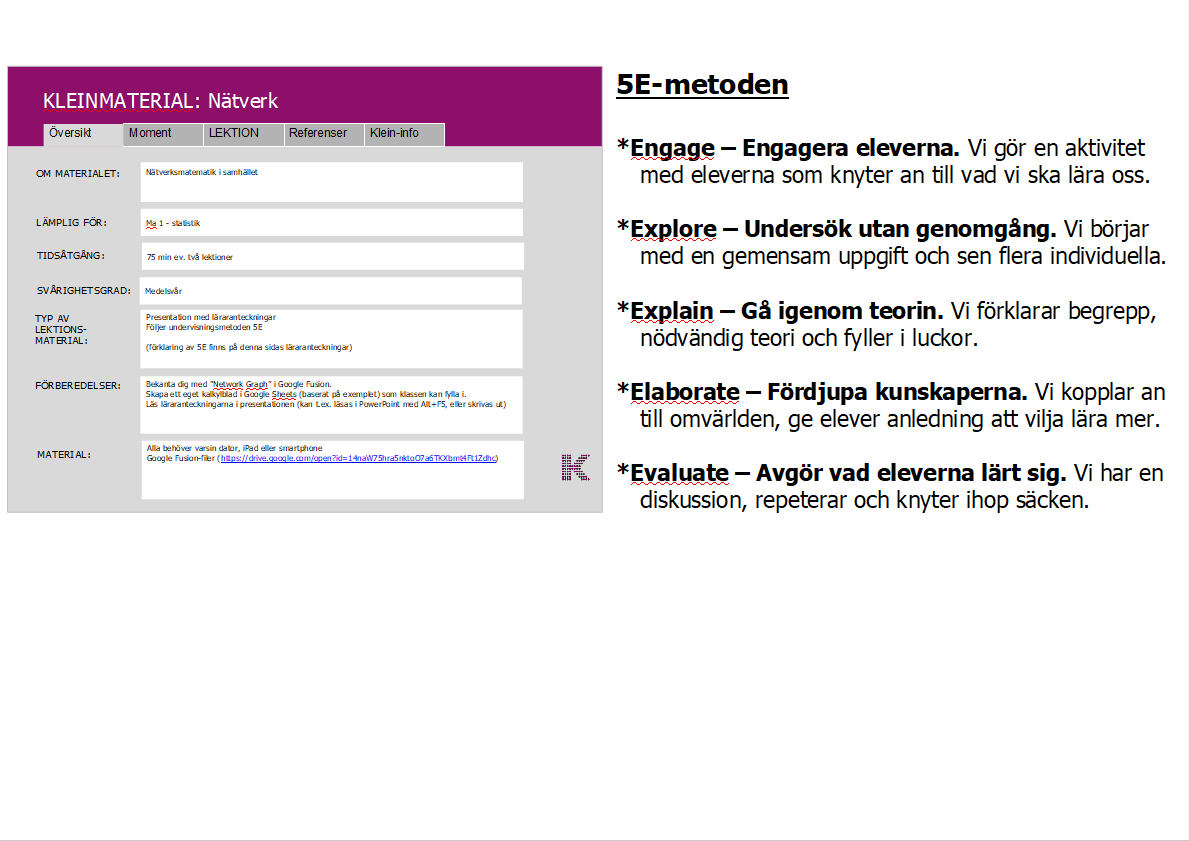 KLEINMATERIAL: Nätverk
Översikt
Moment
LEKTION
Referenser
Klein-info
OM MATERIALET:
Nätverksmatematik i samhället
LÄMPLIG FÖR:
Ma 1 - statistik
TIDSÅTGÅNG:
75 min ev. två lektioner
SVÅRIGHETSGRAD:
Medelsvår
TYP AV
LEKTIONS-
MATERIAL:
Presentation med läraranteckningar
Följer undervisningsmetoden 5E
(förklaring av 5E finns på denna sidas läraranteckningar)
FÖRBEREDELSER:
Bekanta dig med "Network Graph" i Google Fusion.
Skapa ett eget kalkylblad i Google Sheets (baserat på exemplet) som klassen kan fylla i.
Läs läraranteckningarna i presentationen (kan t.ex. läsas i PowerPoint med Alt+F5, eller skrivas ut)
MATERIAL:
Alla behöver varsin dator, iPad eller smartphone
Google Fusion-filer (
K
5E-metoden
*Engage – Engagera eleverna. Vi gör en aktivitet
med eleverna som knyter an till vad vi ska lära oss.
*Explore – Undersök utan genomgång. Vi börjar
med en gemensam uppgift och sen flera individuella.
*Explain – Gå igenom teorin. Vi förklarar begrepp,
nödvändig teori och fyller i luckor.
*Elaborate – Fördjupa kunskaperna. Vi kopplar an
till omvärlden, ge elever anledning att vilja lära mer.
*Evaluate – Avgör vad eleverna lärt sig. Vi har en
diskussion, repeterar och knyter ihop säcken.